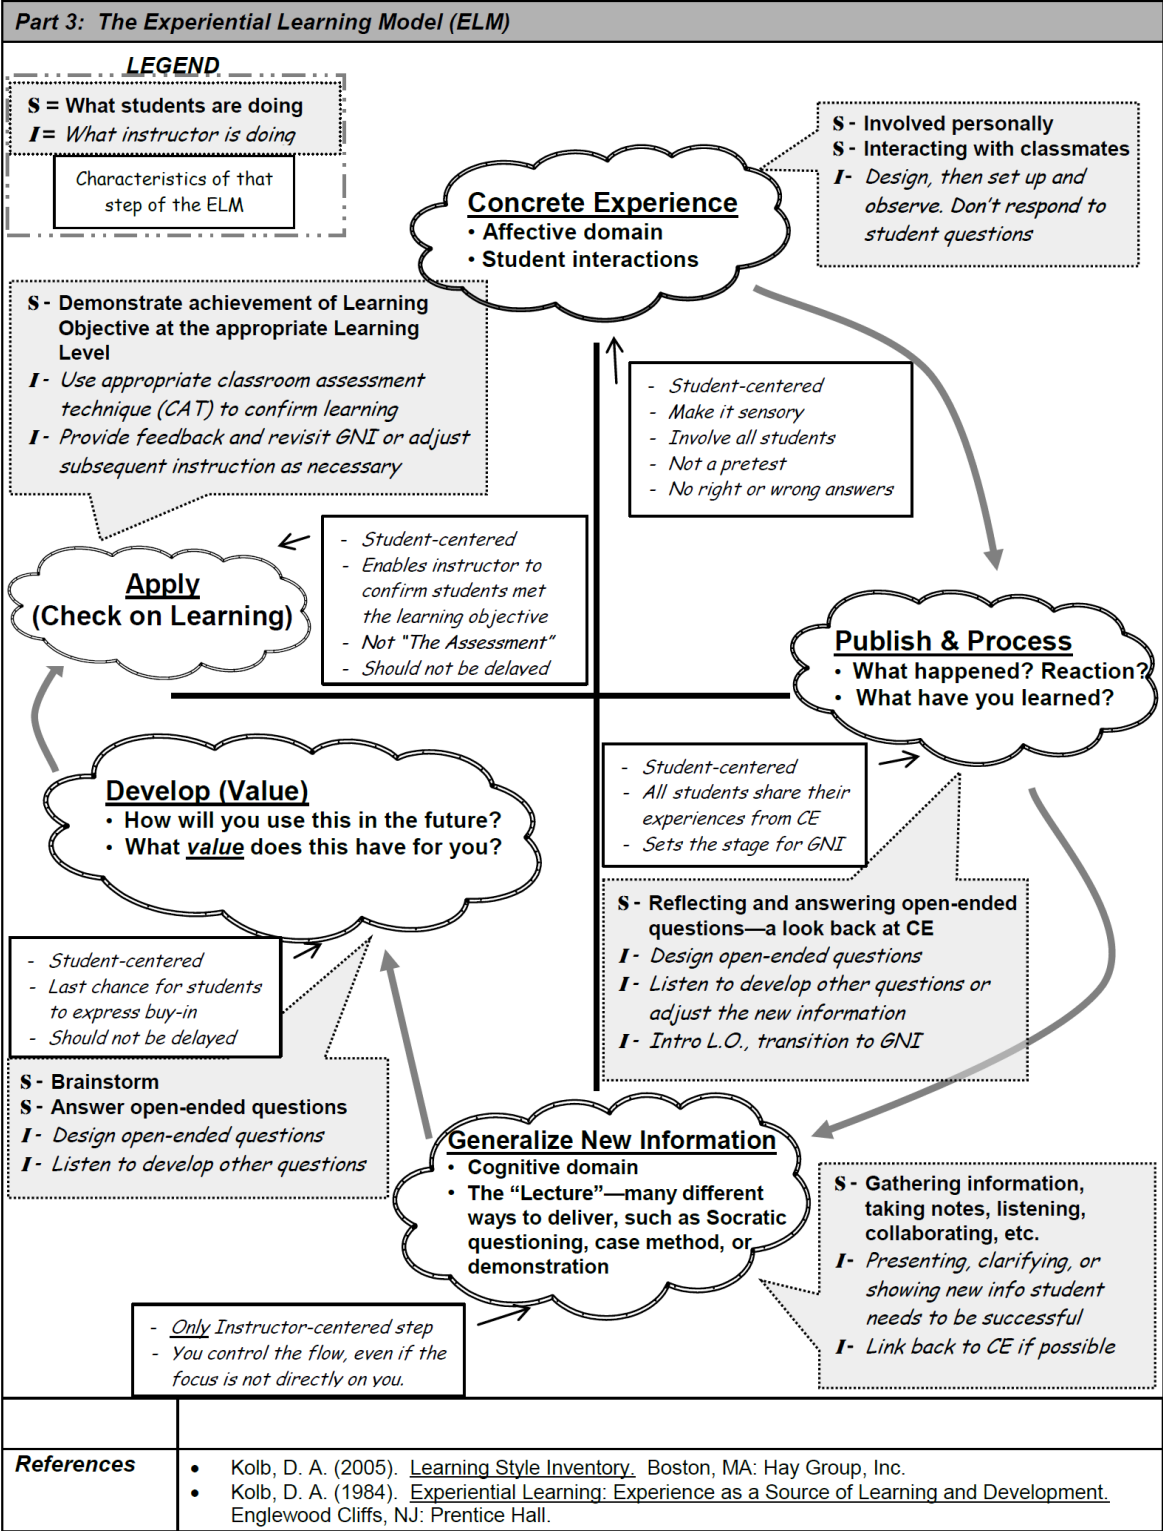 Part 3:  The Experiential Learning Model (ELM)
LEGEND
S = What students are doing
I = What instructor is doing
Characteristics of that
step of the ELM
S - Involved personally
S - Interacting with classmates
I - Design, then set up and
observe. Don't respond to
student questions
Concrete Experience
• Affective domain
• Student interactions
S - Demonstrate achievement of Learning
Objective at the appropriate Learning
Level
I - Use appropriate classroom assessment
technique (CAT) to confirm learning
I - Provide feedback and revisit GNI or adjust
subsequent instruction as necessary
- Student-centered
- Make it sensory
- Involve all students
- Not a pretest
- No right or wrong answers
- Student-centered
- Enables instructor to
confirm students met
the learning objective
- Not “The Assessment”
- Should not be delayed
Apply
(Check on Learning)
Publish & Process
• What happened? Reaction?
• What have you learned?
- Student-centered
- All students share their
experiences from CE
- Sets the stage for GNI
Develop (Value)
• How will you use this in the future?
• What value does this have for you?
S - Reflecting and answering open-ended
questions—a look back at CE
I - Design open-ended questions
I - Listen to develop other questions or
adjust the new information
I - Intro L.O., transition to GNI
- Student-centered
- Last chance for students
to express buy-in
- Should not be delayed
S - Brainstorm
S - Answer open-ended questions
I - Design open-ended questions
I - Listen to develop other questions
Generalize New Information
• Cognitive domain
• The “Lecture”—many different
ways to deliver, such as Socratic
questioning, case method, or
demonstration
S - Gathering information,
taking notes, listening,
collaborating, etc.
I - Presenting, clarifying, or
showing new info student
needs to be successful
I - Link back to CE if possible
- Only Instructor-centered step
- You control the flow, even if the
focus is not directly on you.
References
• Kolb, D. A. (2005).  Learning Style Inventory.  Boston, MA: Hay Group, Inc.
• Kolb, D. A. (1984).  Experiential Learning: Experience as a Source of Learning and Development.
Englewood Cliffs, NJ: Prentice Hall.